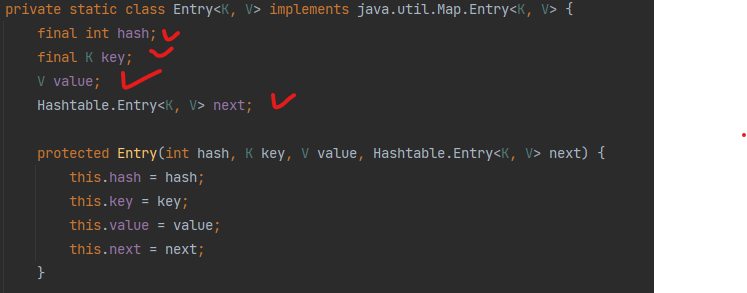 private static class Entry<K, V> implements java.util.Map.Entry<K, V> {
final int hash;
final K key;
V value;
Hashtable.Entry<K, V> next;
protected Entry(int hash, K key, V value, Hashtable.Entry<K, V> next) {
this.hash = hash;
this.key = key;
this.value = value;
this.next = next;
}